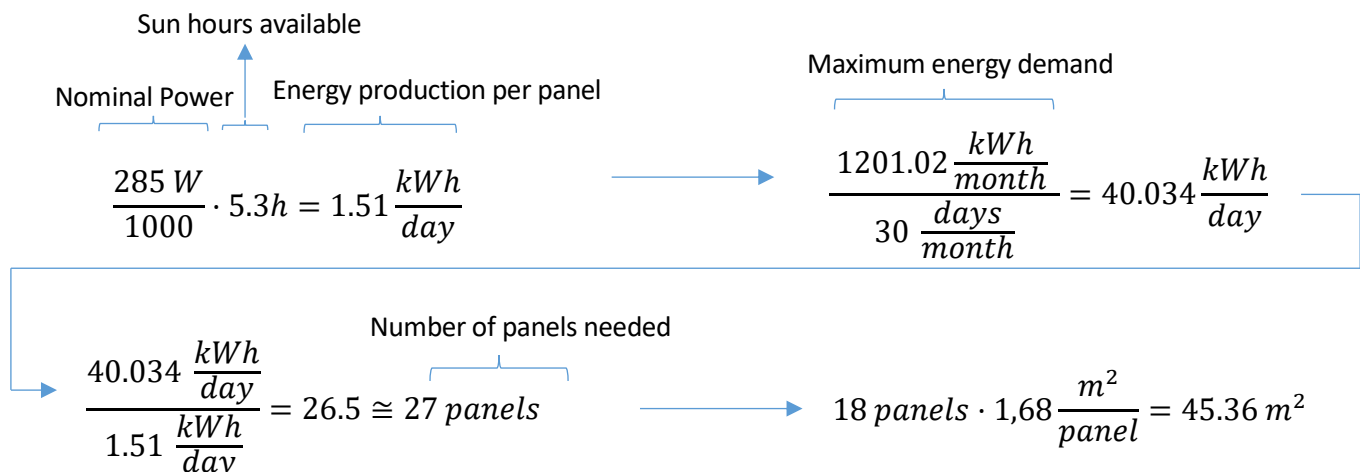 Sun hours available
Nominal Power
Energy production per panel
Maximum energy demand
285 W / 1000 · 5.3h = 1.51 kWh / day
1201.02 kWh / month / 30 days / month = 40.034 kWh / day
Number of panels needed
40.034 kWh / day / 1.51 kWh / day = 26.5 ≅ 27 panels
18 panels · 1,68 m² / panel = 45.36 m²